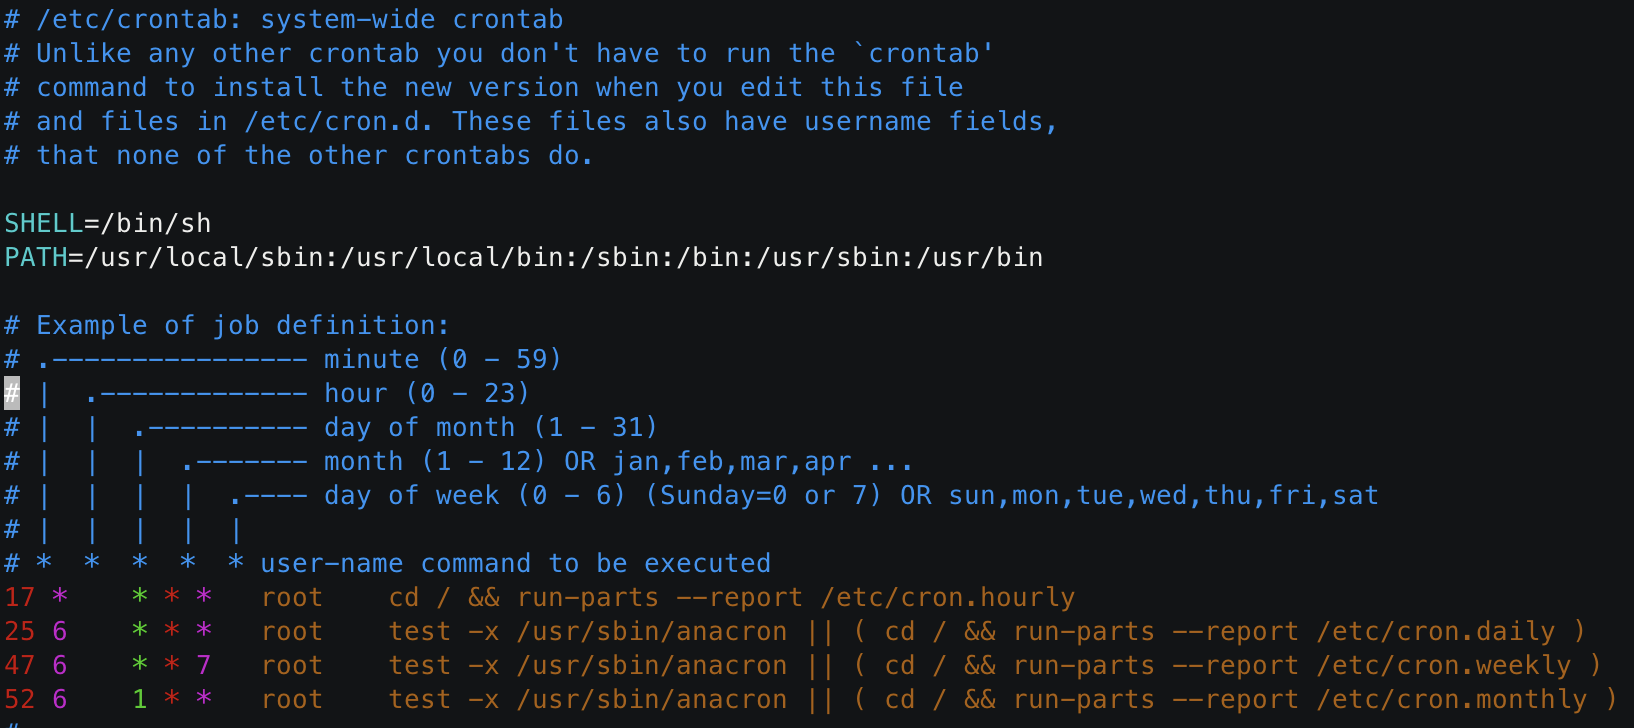 # /etc/crontab: system-wide crontab
# Unlike any other crontab you don't have to run the `crontab'
# command to install the new version when you edit this file
# and files in /etc/cron.d. These files also have username fields,
# that none of the other crontabs do.

SHELL=/bin/sh
PATH=/usr/local/sbin:/usr/local/bin:/sbin:/bin:/usr/sbin:/usr/bin

# Example of job definition:
# .---------------- minute (0 - 59)
# |  .------------- hour (0 - 23)
# |  |  .---------- day of month (1 - 31)
# |  |  |  .------- month (1 - 12) OR jan,feb,mar,apr ...
# |  |  |  |  .---- day of week (0 - 6) (Sunday=0 or 7) OR sun,mon,tue,wed,thu,fri,sat
# |  |  |  |  |
# *  *  *  *  * user-name command to be executed
17 *    * * *   root    cd / && run-parts --report /etc/cron.hourly
25 6    * * *   root    test -x /usr/sbin/anacron || ( cd / && run-parts --report /etc/cron.daily )
47 6    * * 7   root    test -x /usr/sbin/anacron || ( cd / && run-parts --report /etc/cron.weekly )
52 6    1 * *   root    test -x /usr/sbin/anacron || ( cd / && run-parts --report /etc/cron.monthly )
#